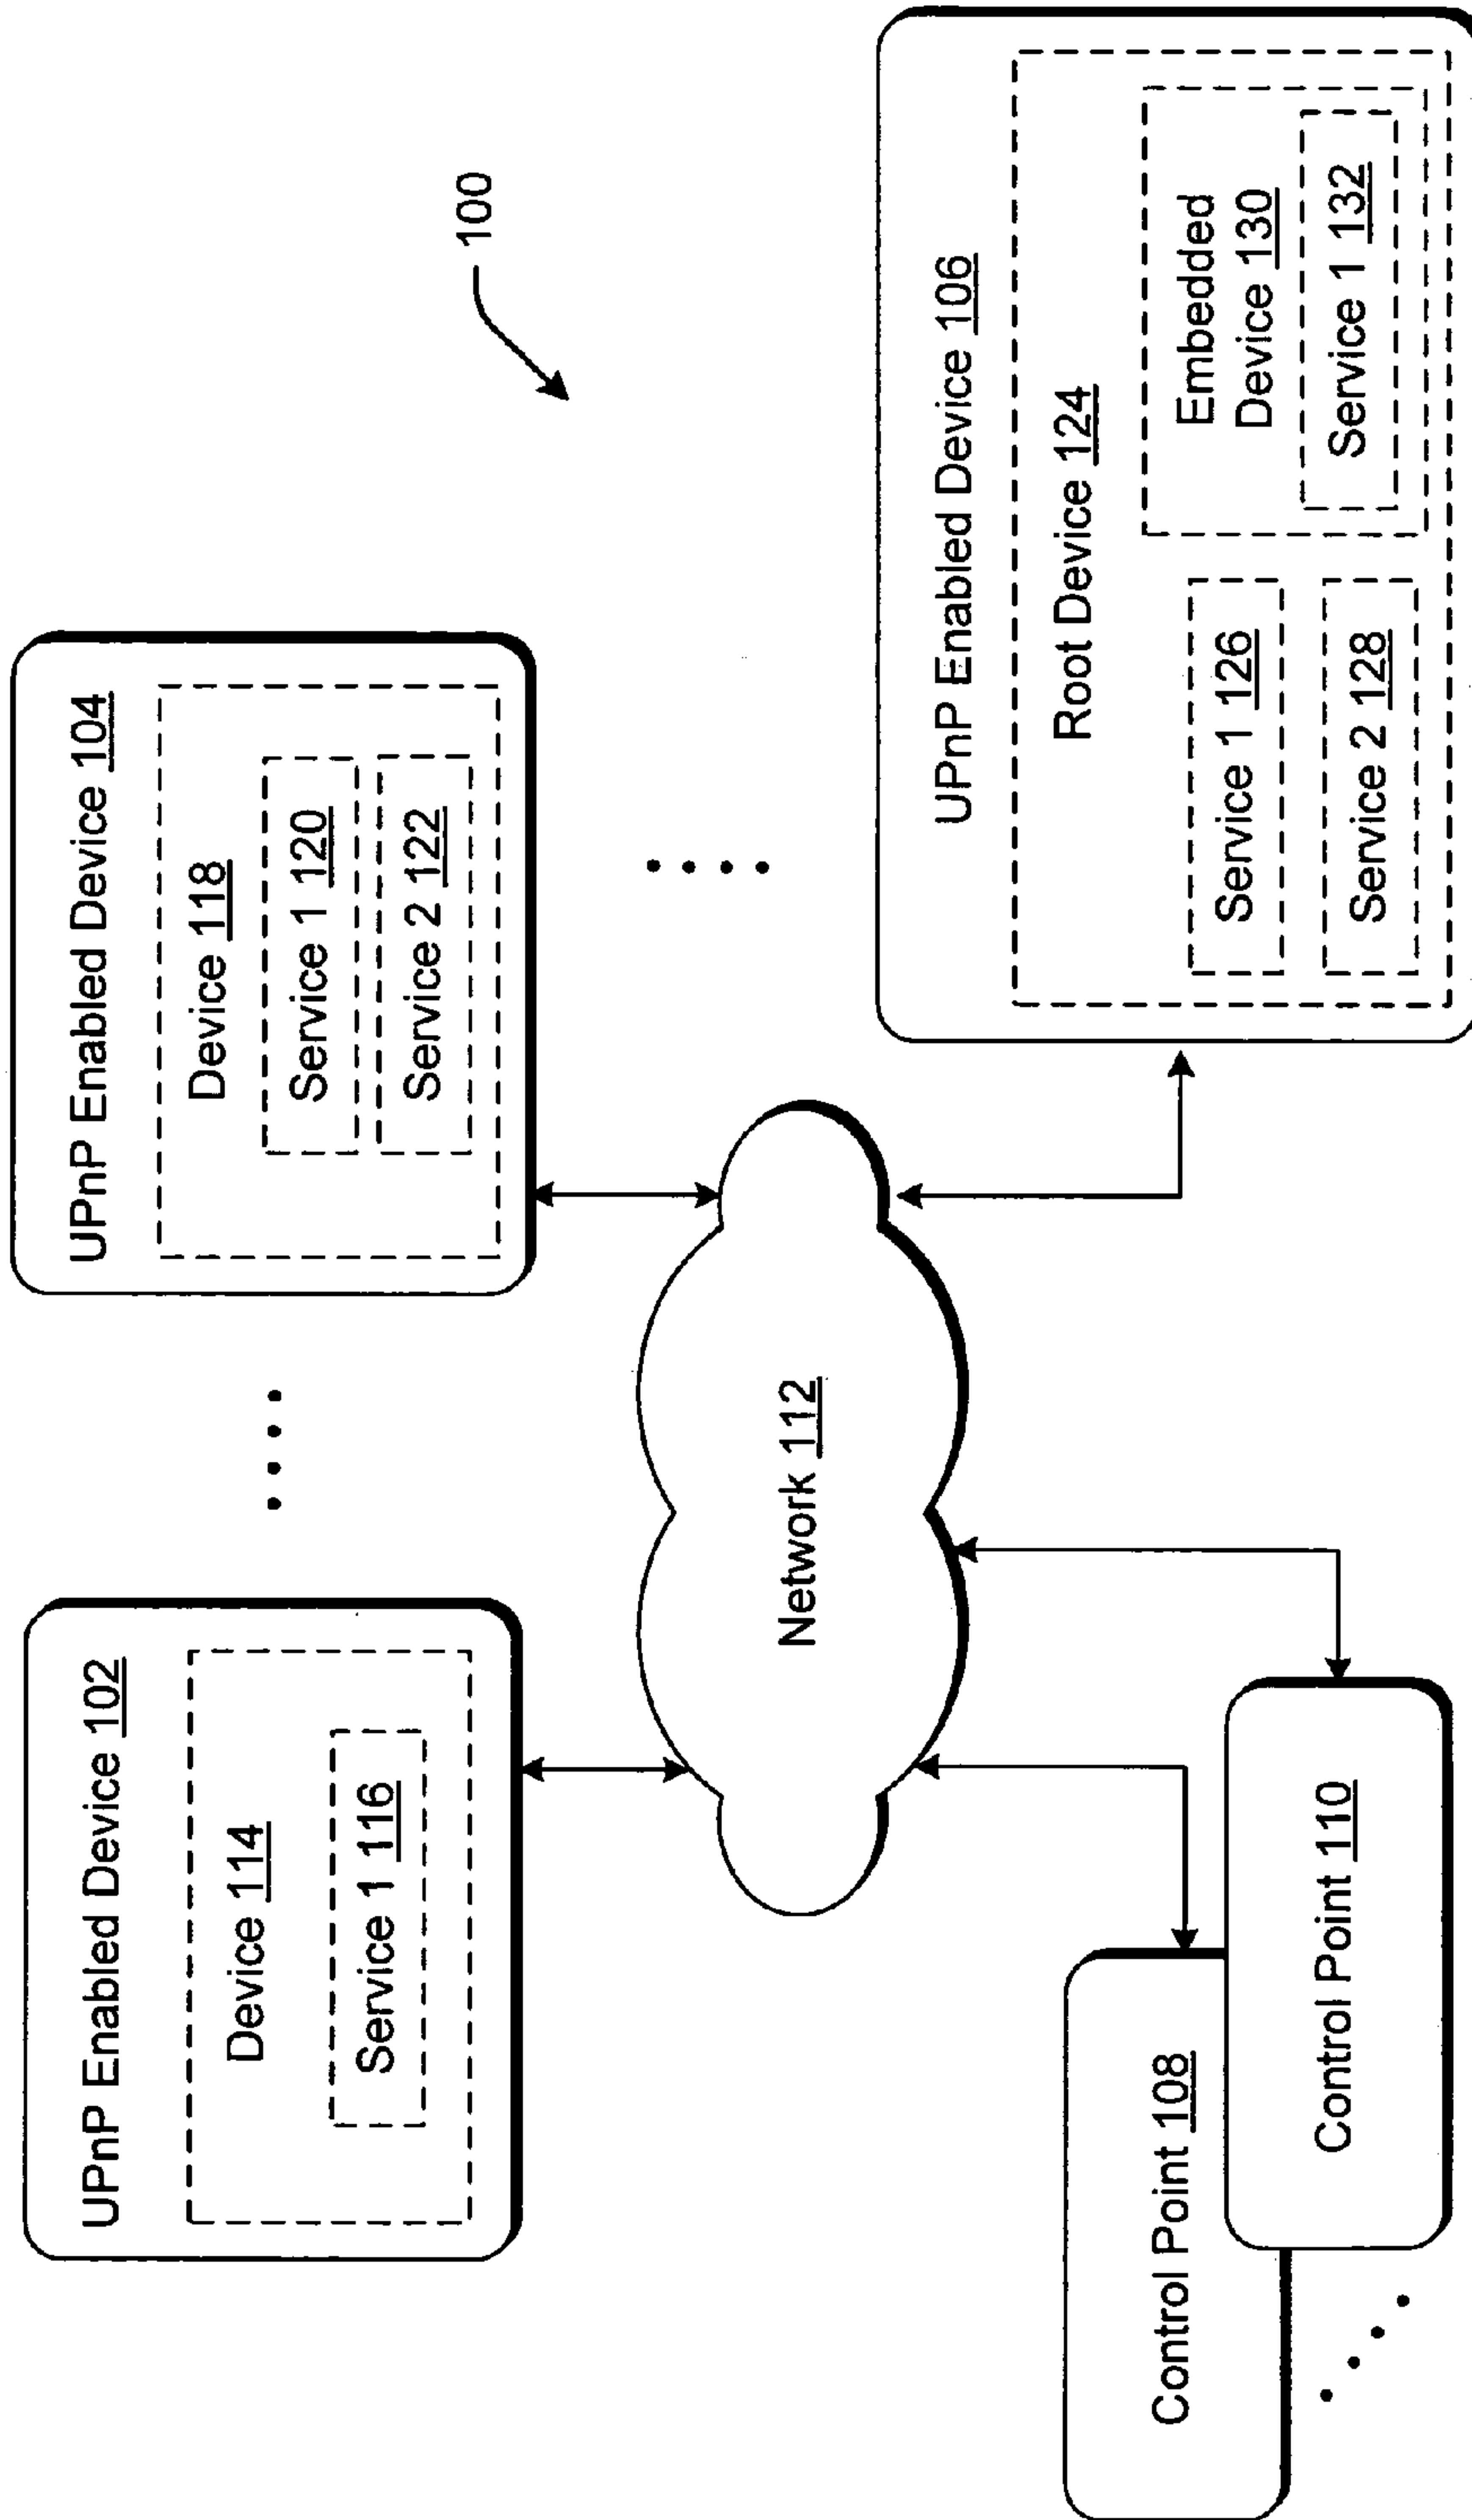 100
UPnP Enabled Device 102
Device 114
Service 1 116
UPnP Enabled Device 104
Device 118
Service 1 120
Service 2 122
Network 112
Control Point 108
Control Point 110
UPnP Enabled Device 106
Root Device 124
Service 1 126
Service 2 128
Embedded
Device 130
Service 1 132